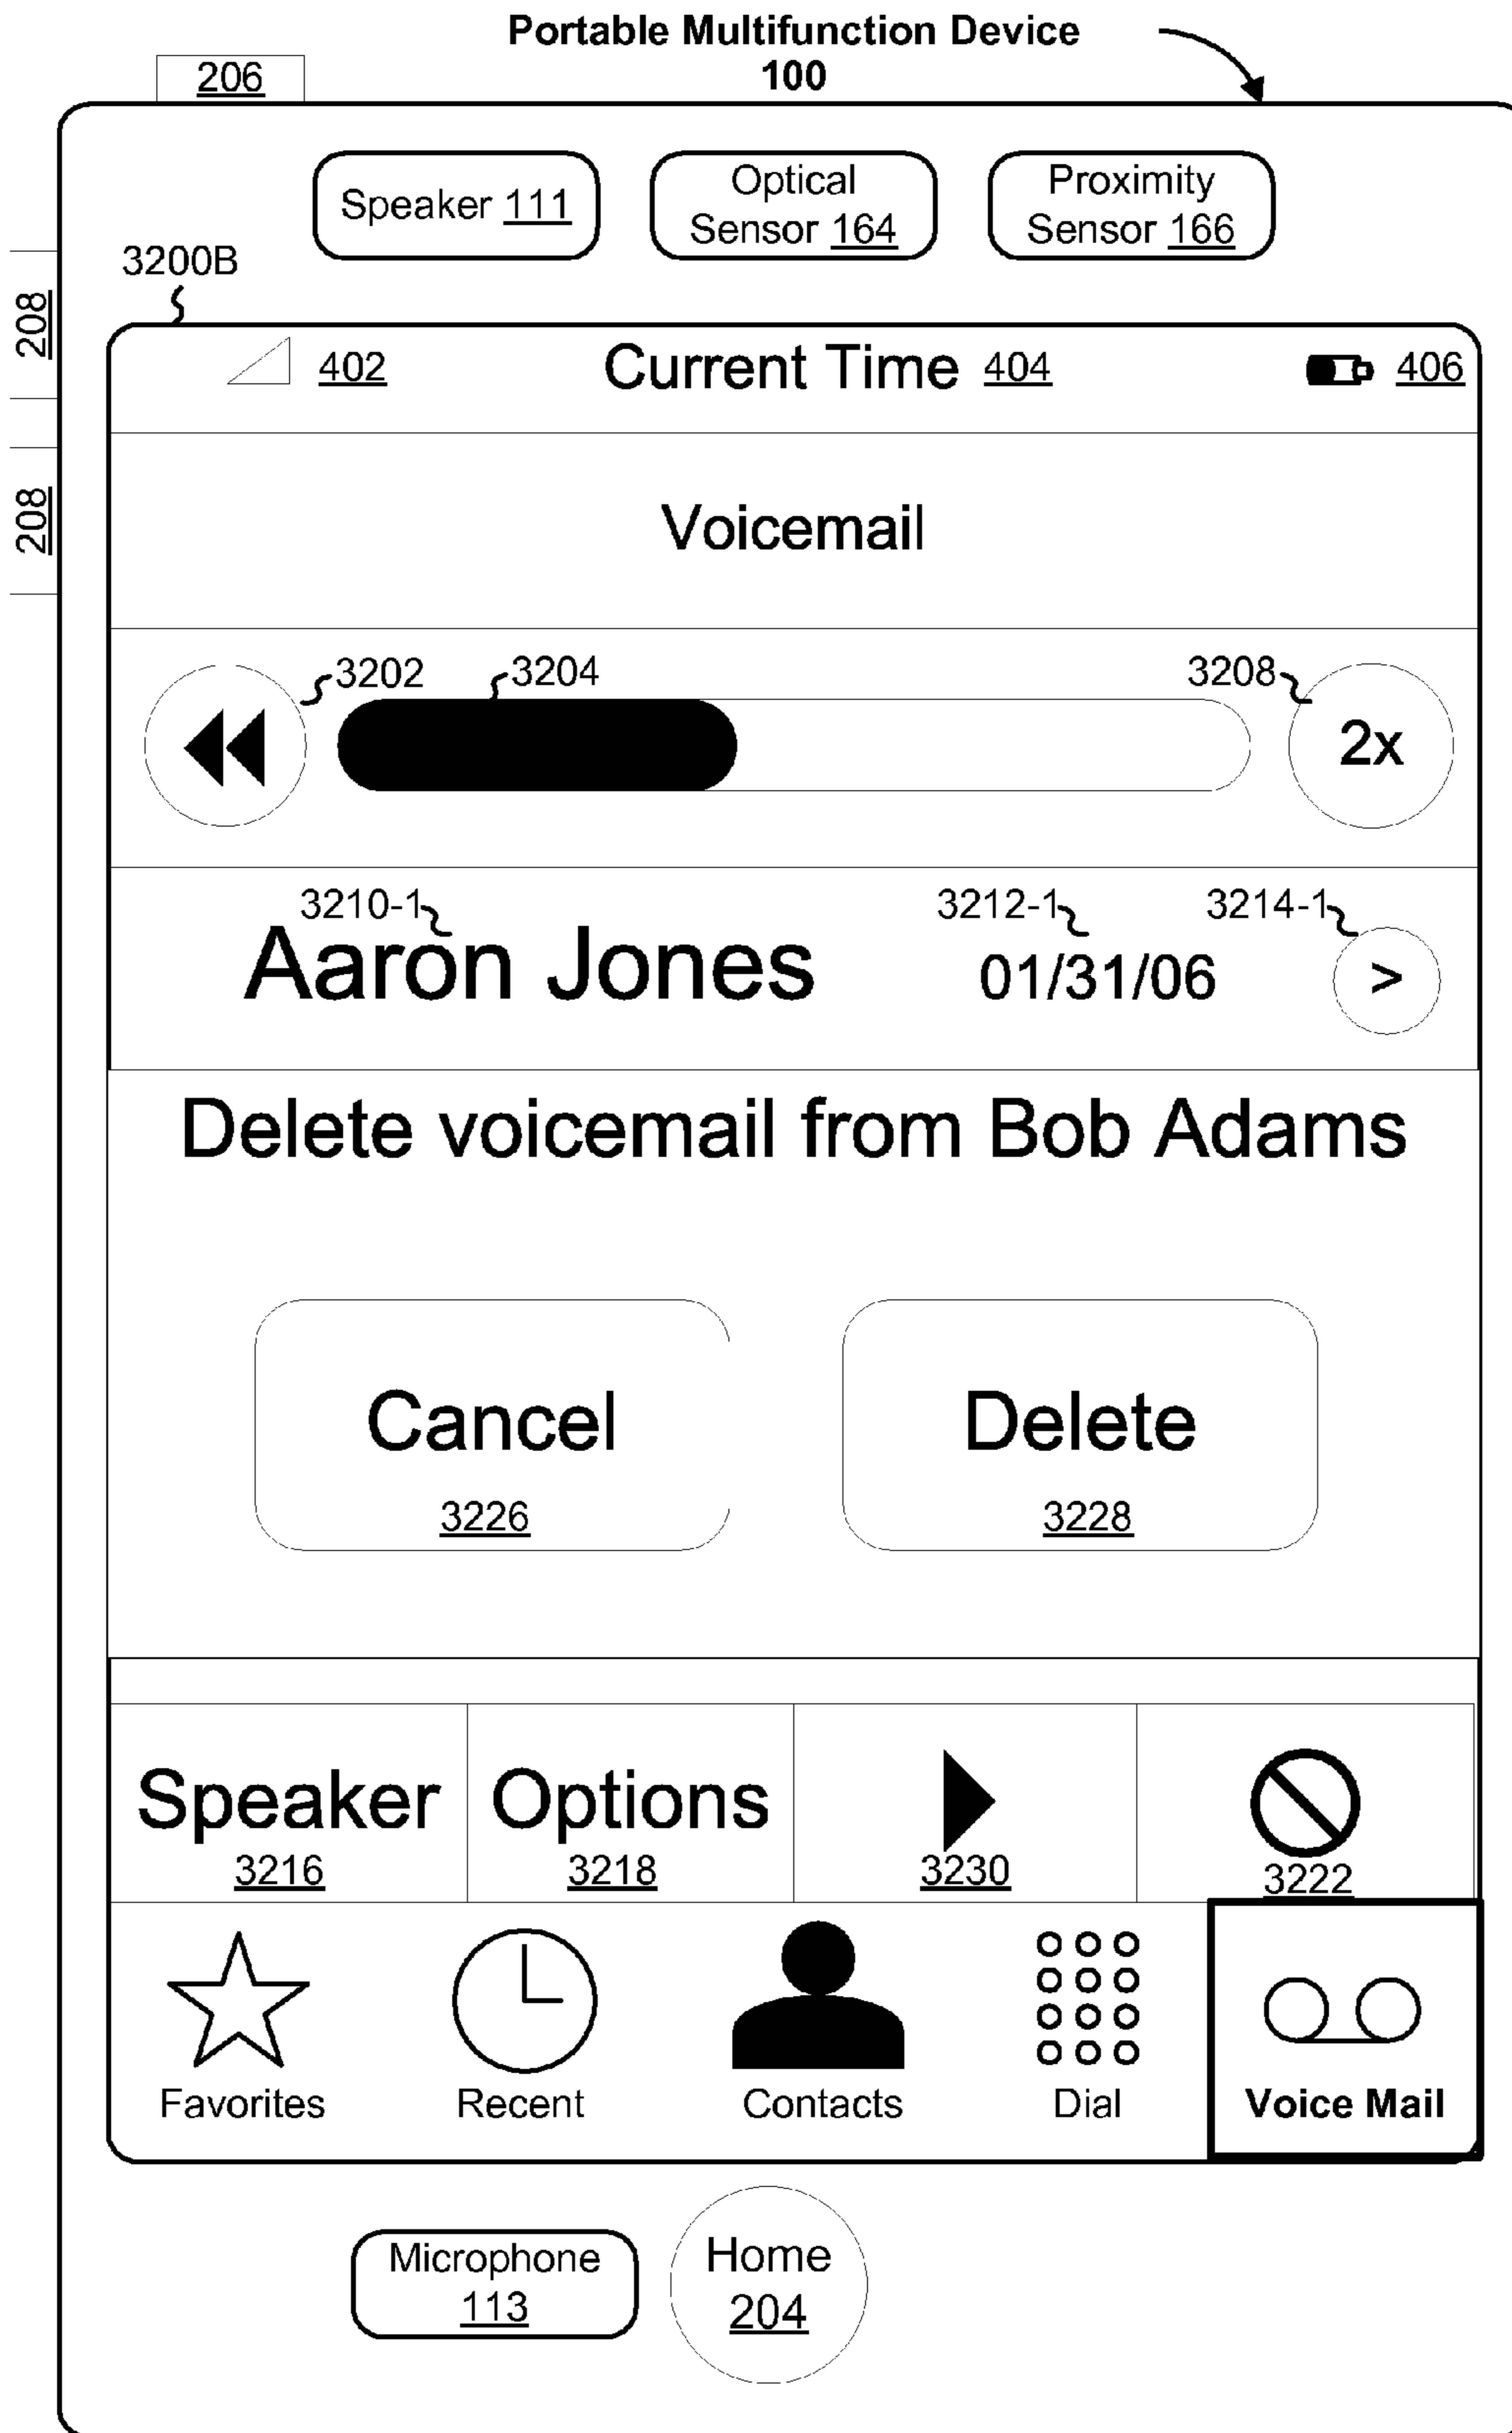 Portable Multifunction Device
100
206
Speaker 111
Optical
Sensor 164
Proximity
Sensor 166
3200B
208
402
Current Time 404
406
208
Voicemail
3202
3204
3208
2x
3210-1
3212-1
3214-1
Aaron Jones
01/31/06
>
Delete voicemail from Bob Adams
Cancel
3226
Delete
3228
Speaker
3216
Options
3218
3230
3222
Favorites
Recent
Contacts
Dial
Voice Mail
Microphone
113
Home
204